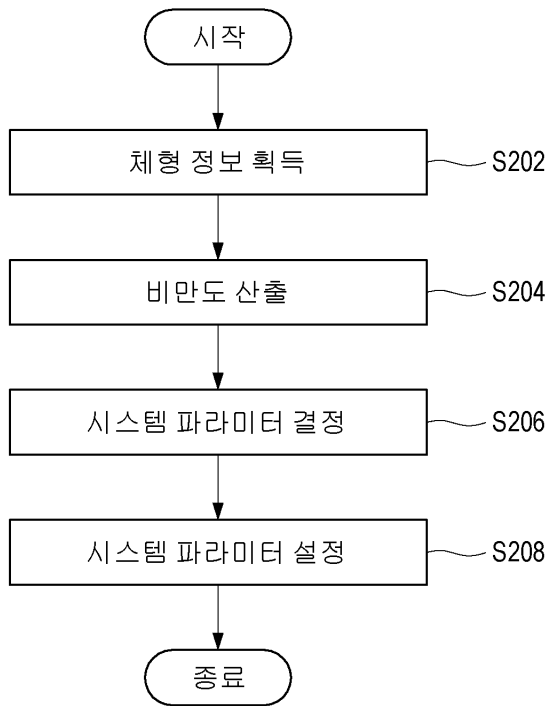 시작
체형 정보 획득 S202
비만도 산출 S204
시스템 파라미터 결정 S206
시스템 파라미터 설정 S208
종료